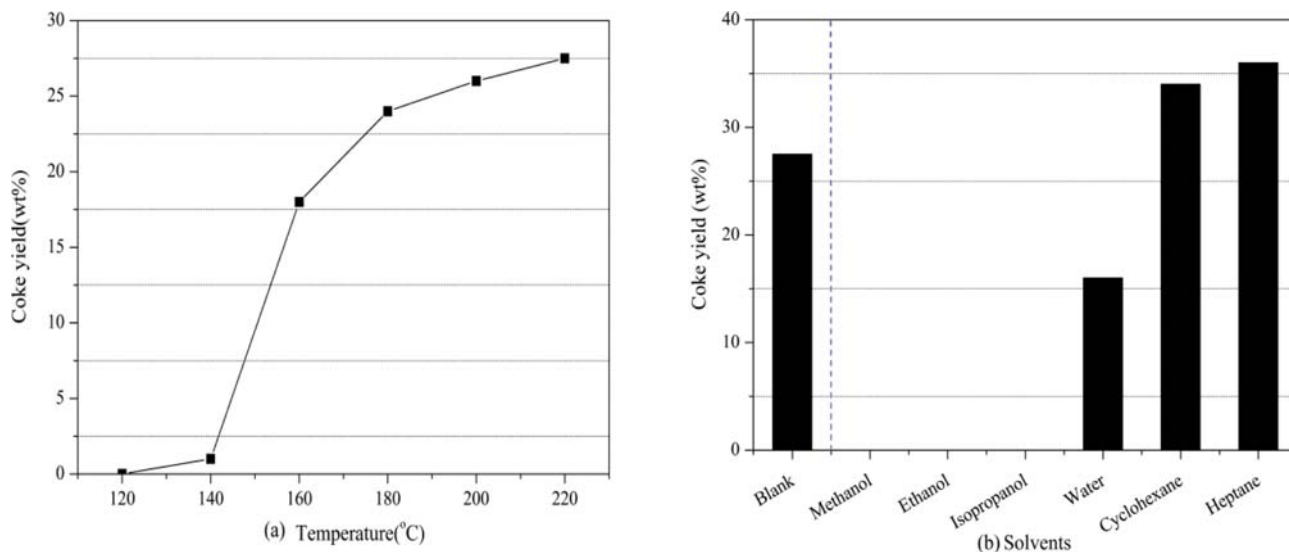 30
25
20
15
10
5
0
Coke yield(wt%)
120 140 160 180 200 220
(a) Temperature(°C)
40
30
20
10
0
Coke yield (wt%)
Blank Methanol Ethanol Isopropanol Water Cyclohexane Heptane
(b) Solvents